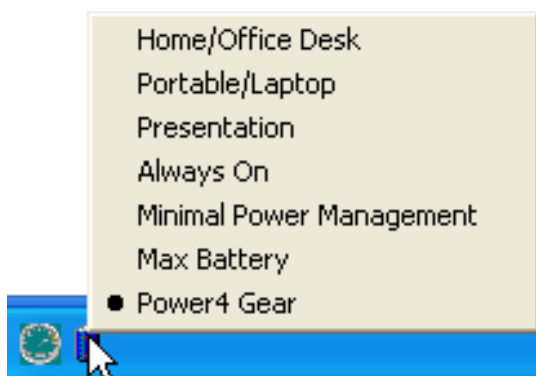 Home/Office Desk
Portable/Laptop
Presentation
Always On
Minimal Power Management
Max Battery
Power4 Gear